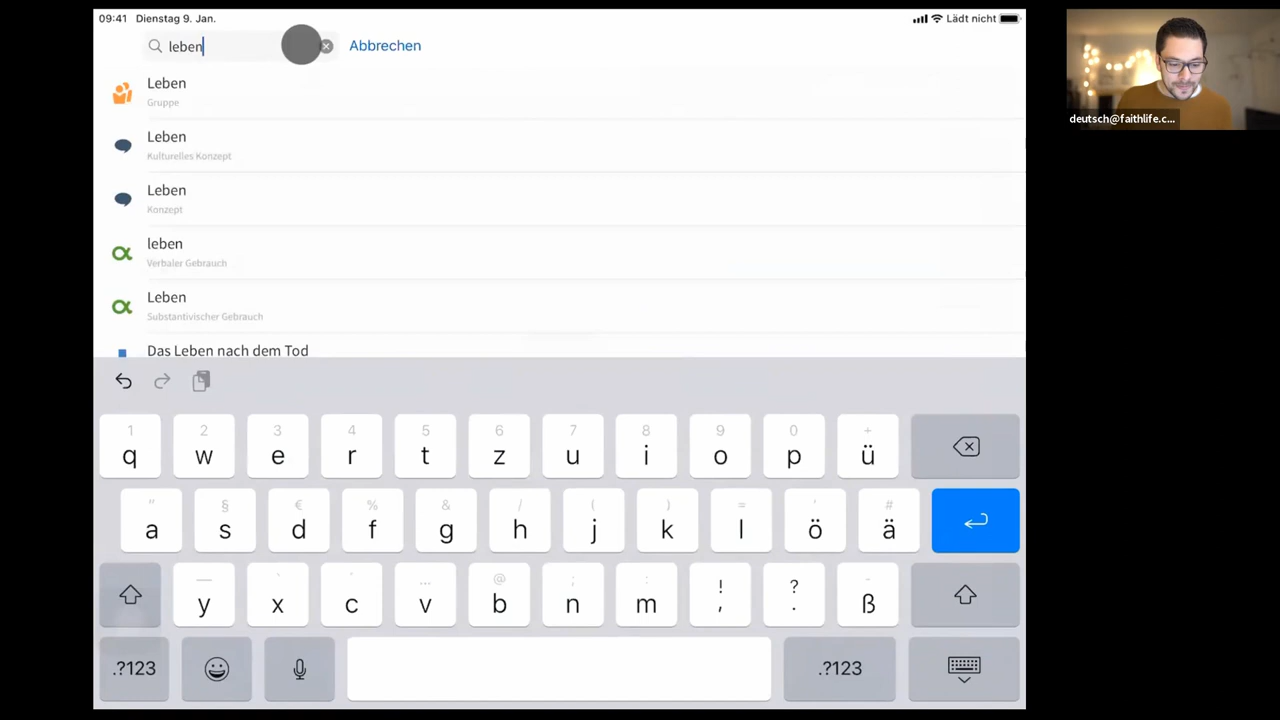 09:41 Dienstag 9. Jan.
Lädt nicht
leben
Abbrechen
Leben
Gruppe
Leben
Kulturelles Konzept
Leben
Konzept
leben
Verbaler Gebrauch
Leben
Substantivischer Gebrauch
Das Leben nach dem Tod
1 2 3 4 5 6 7 8 9 0 +
q w e r t z u i o p ü
" § € % & / ( ) = ' #
a s d f g h j k l ö ä
— ` ´ … @ ; : ! ? -
y x c v b n m , . ß
.?123 .?123
deutsch@faithlife.c...